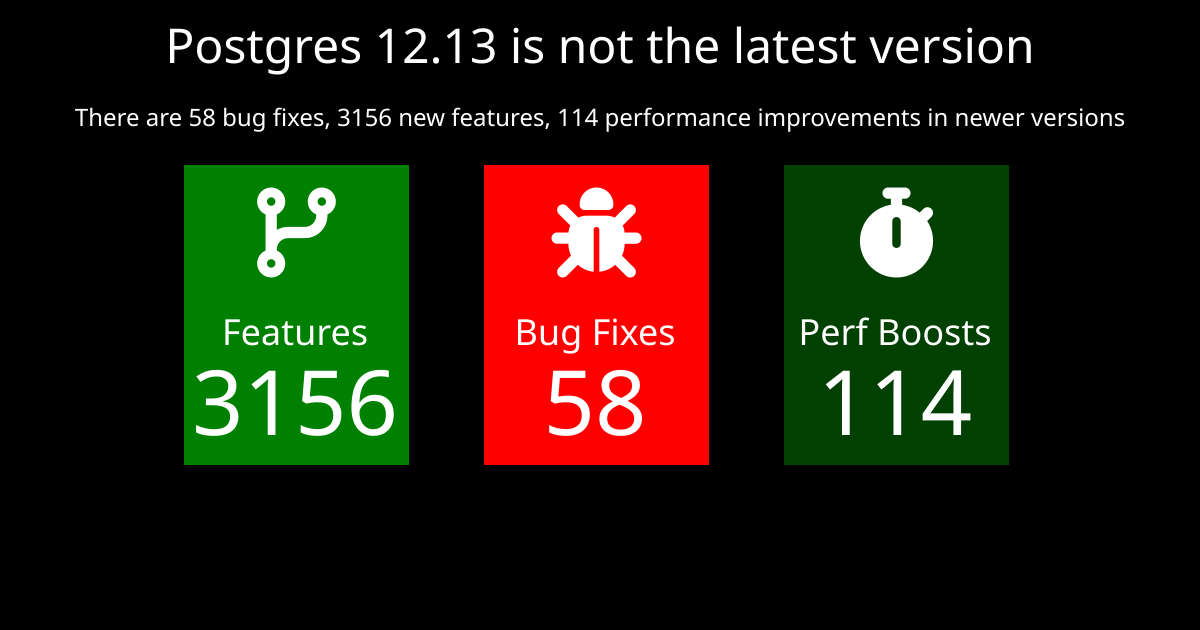 Postgres 12.13 is not the latest version
There are 58 bug fixes, 3156 new features, 114 performance improvements in newer versions
Features
3156
Bug Fixes
58
Perf Boosts
114